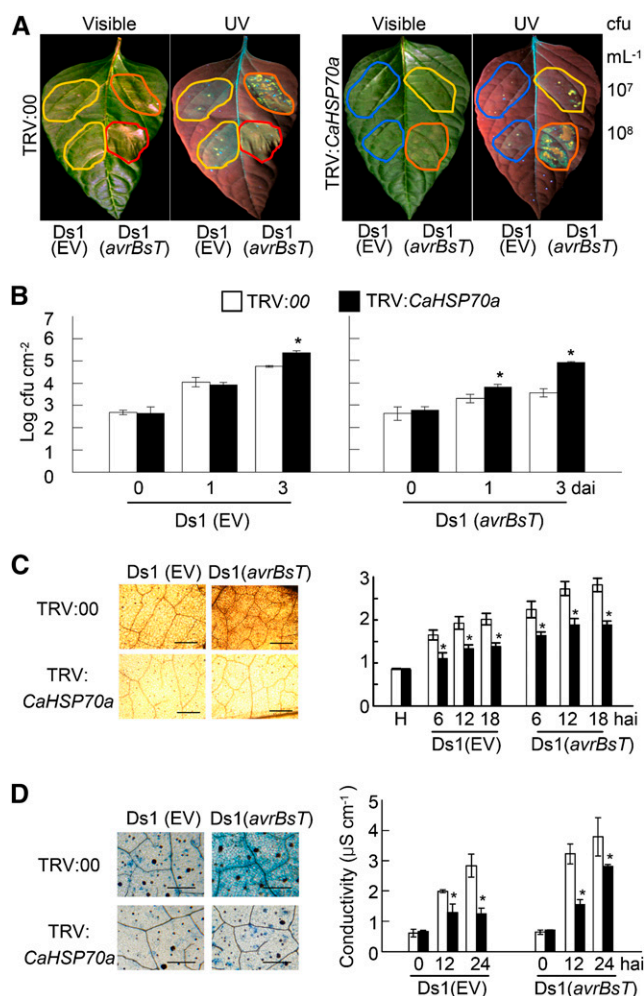 A
Visible UV
Visible UV
cfu mL⁻¹
10⁷
10⁸
TRV:00
TRV:CaHSP70a
Ds1 (EV) Ds1 (avrBsT) Ds1 (EV) Ds1 (avrBsT)
Ds1 (EV) Ds1 (avrBsT) Ds1 (EV) Ds1 (avrBsT)
B
TRV:00 TRV:CaHSP70a
Log cfu cm⁻²
7
6
5
4
3
2
1
0
* * *
0 1 3 0 1 3 dai
Ds1 (EV) Ds1 (avrBsT)
C
Ds1 (EV) Ds1(avrBsT)
TRV:00
TRV:
CaHSP70a
3
2
1
0
* * * * * *
H 6 12 18 6 12 18 hai
Ds1(EV) Ds1(avrBsT)
D
Ds1 (EV) Ds1(avrBsT)
TRV:00
TRV:
CaHSP70a
Conductivity (µS cm⁻¹)
5
4
3
2
1
0
* * * *
0 12 24 0 12 24 hai
Ds1(EV) Ds1(avrBsT)